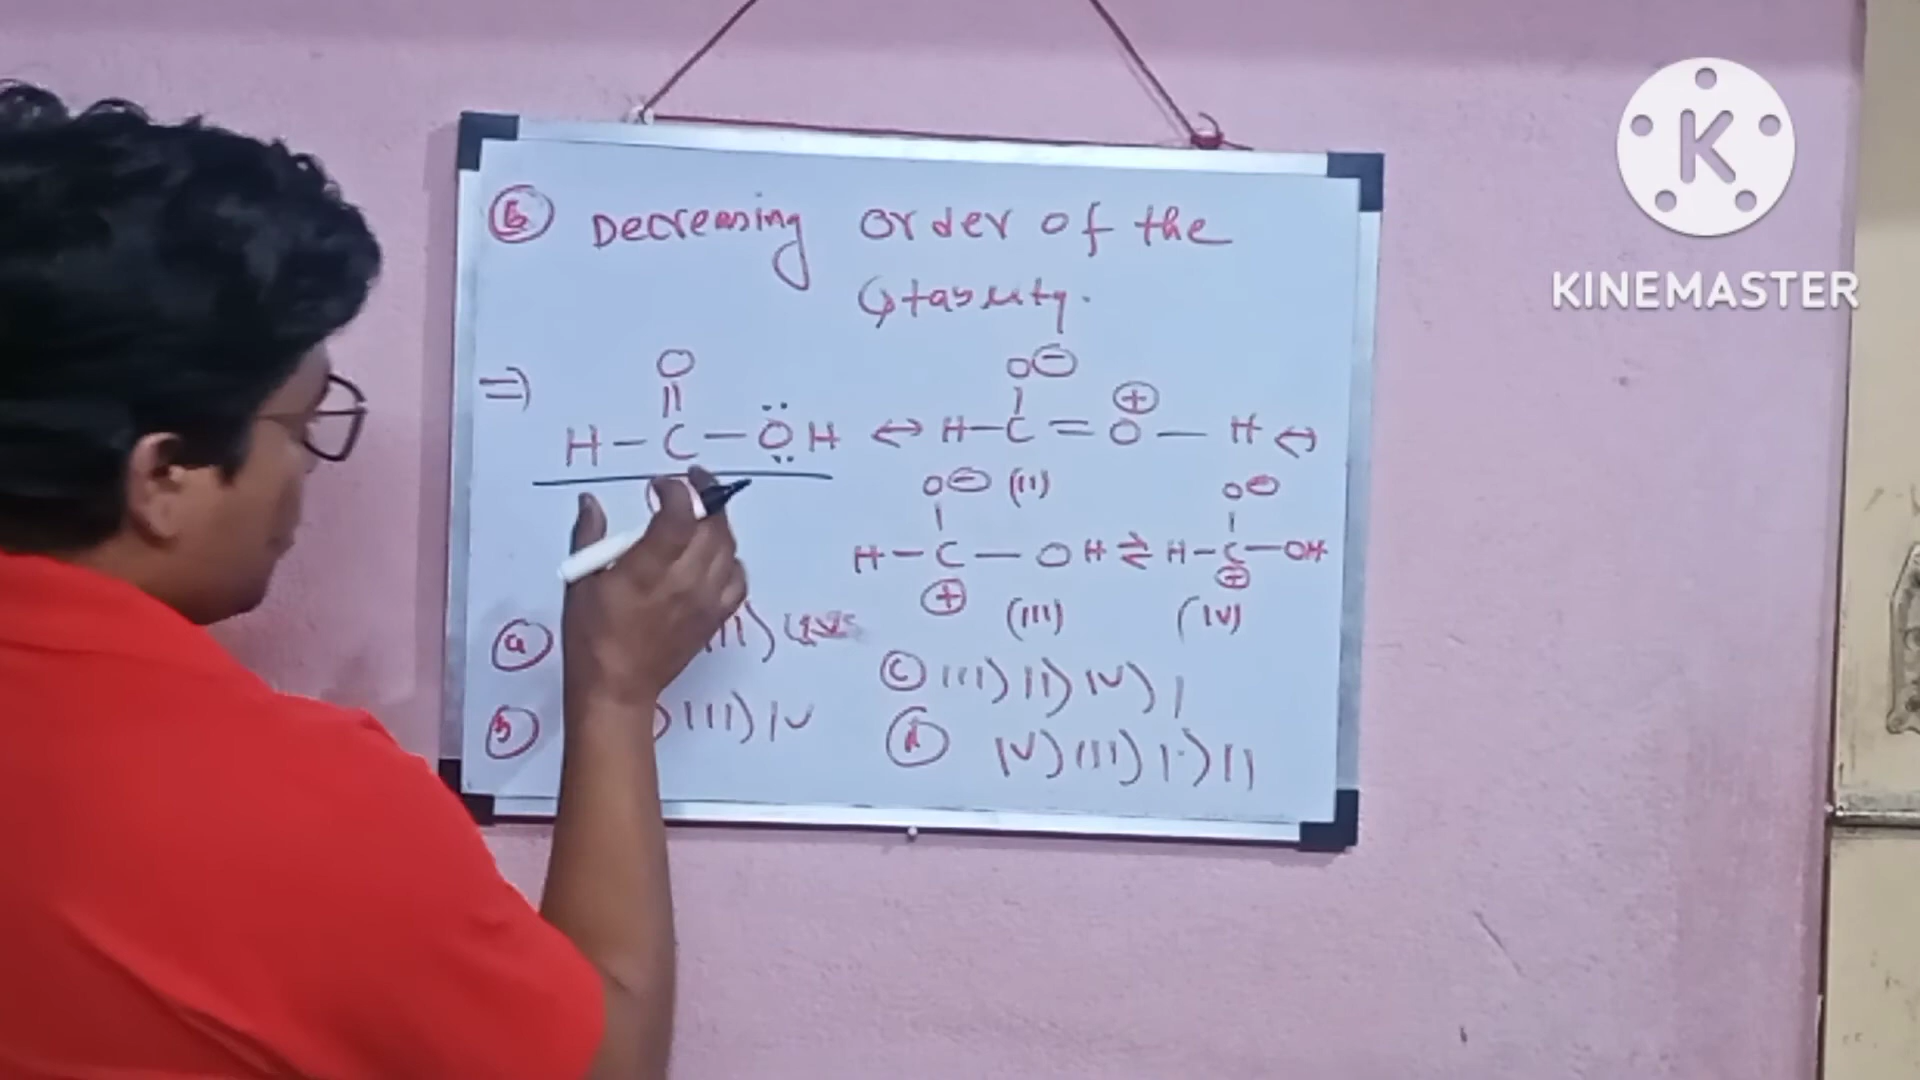 6 Decreasing order of the
stability.
O O⊖
|| |
⇒ H–C–ÖH ↔ H–C=O⊕–H ↔
O⊖ (II) O⊖
| |
H–C–OH ⇌ H–C–OH
⊕ (III) ⊕ (IV)
a II)
c III) II) IV) I
b ) III) IV
d IV) III) I) II
K
KINEMASTER